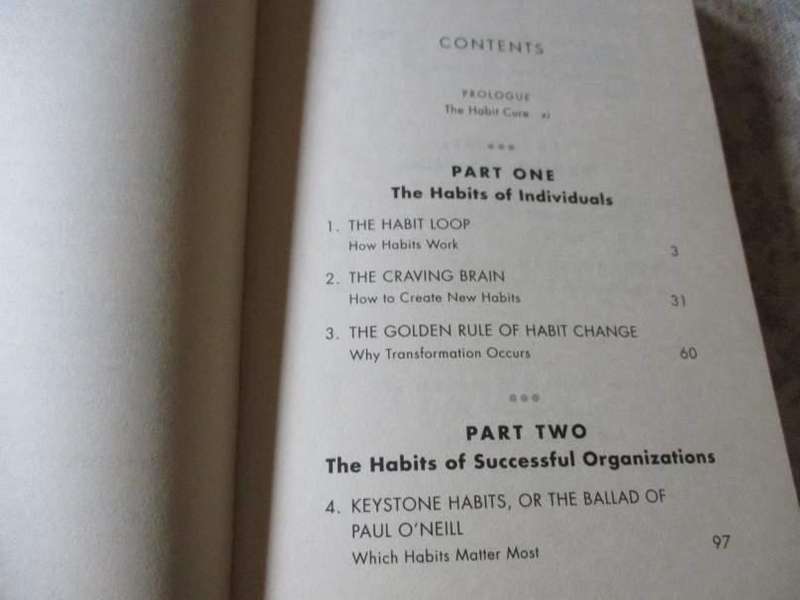 CONTENTS
PROLOGUE
The Habit Cure xi
PART ONE
The Habits of Individuals
1. THE HABIT LOOP
How Habits Work 3
2. THE CRAVING BRAIN
How to Create New Habits 31
3. THE GOLDEN RULE OF HABIT CHANGE
Why Transformation Occurs 60
PART TWO
The Habits of Successful Organizations
4. KEYSTONE HABITS, OR THE BALLAD OF
PAUL O'NEILL
Which Habits Matter Most 97